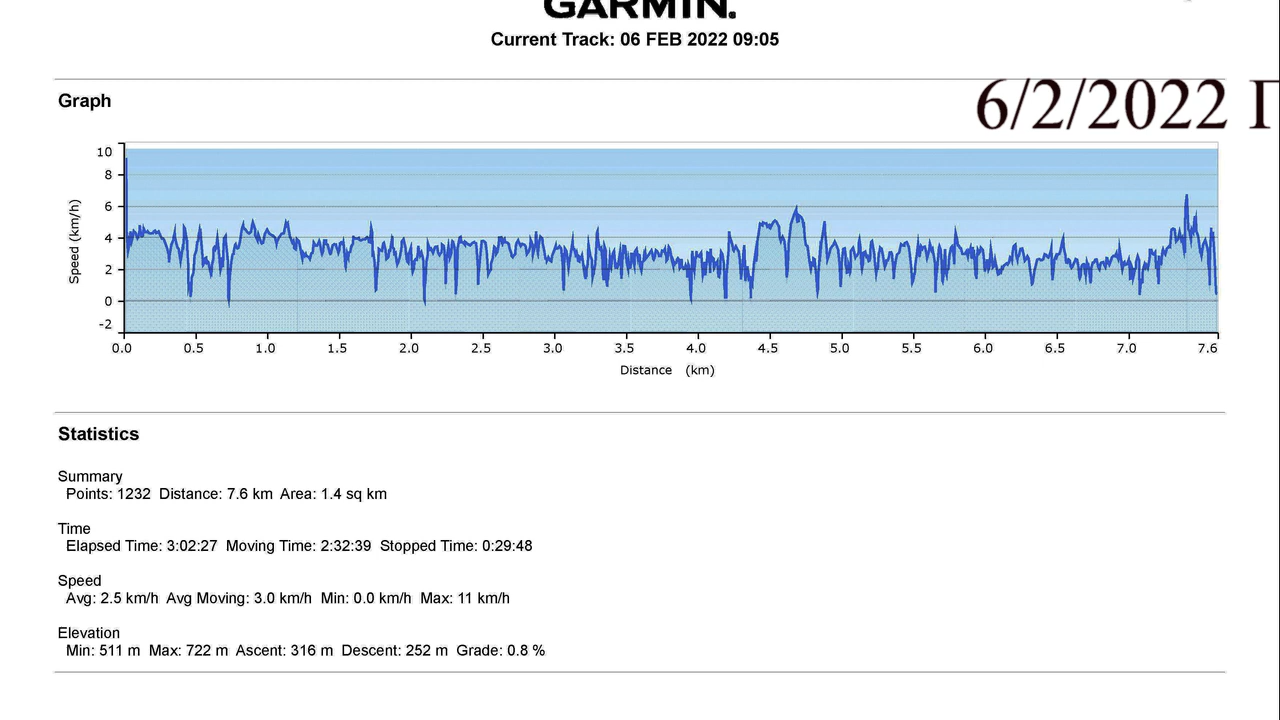 GARMIN.
Current Track: 06 FEB 2022 09:05
6/2/2022
Graph
10
8
6
4
2
0
-2
Speed (km/h)
0.0 0.5 1.0 1.5 2.0 2.5 3.0 3.5 4.0 4.5 5.0 5.5 6.0 6.5 7.0 7.6
Distance (km)
Statistics
Summary
Points: 1232 Distance: 7.6 km Area: 1.4 sq km
Time
Elapsed Time: 3:02:27 Moving Time: 2:32:39 Stopped Time: 0:29:48
Speed
Avg: 2.5 km/h Avg Moving: 3.0 km/h Min: 0.0 km/h Max: 11 km/h
Elevation
Min: 511 m Max: 722 m Ascent: 316 m Descent: 252 m Grade: 0.8 %